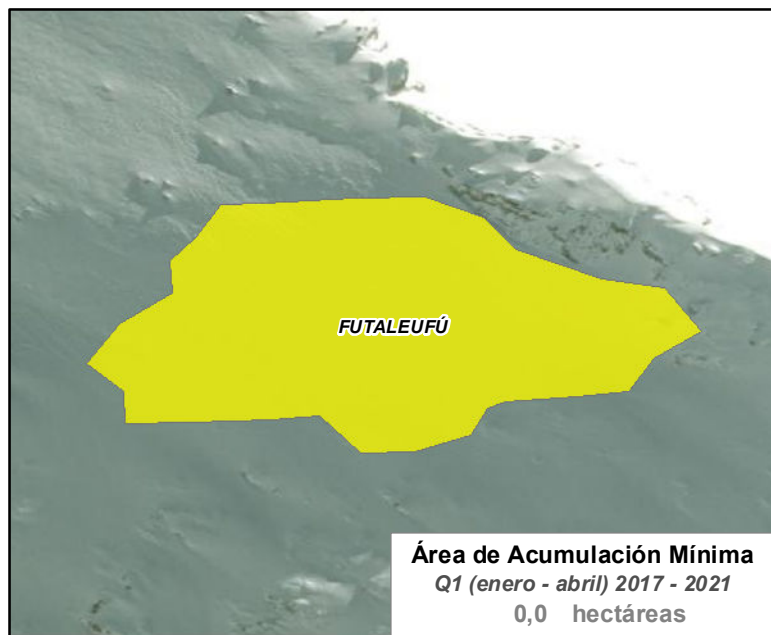 FUTALEUFÚ
Área de Acumulación Mínima
Q1 (enero - abril) 2017 - 2021
0,0 hectáreas